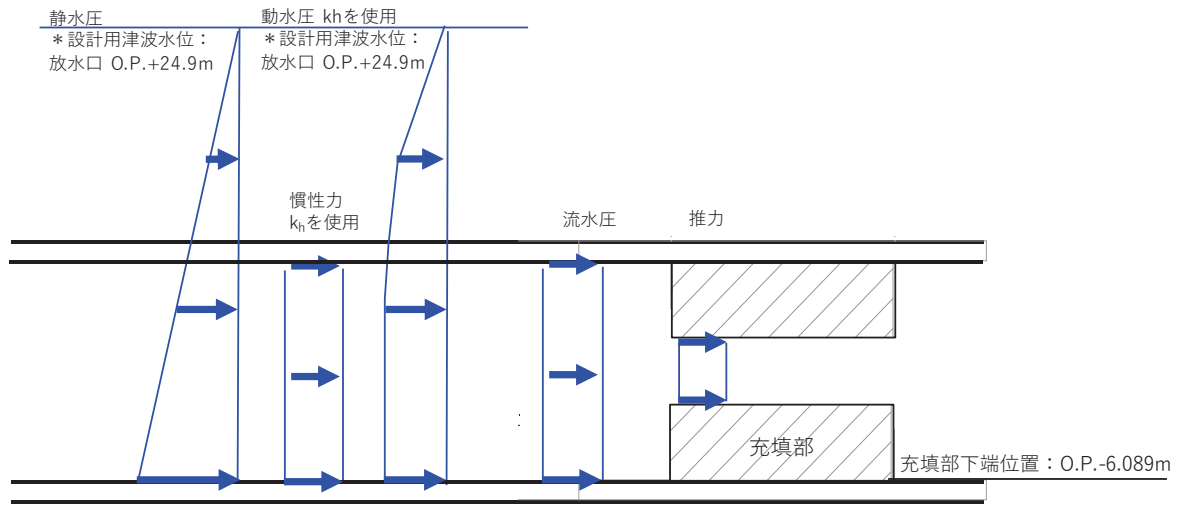 静水圧
*設計用津波水位:
放水口 O.P.+24.9m
動水圧 khを使用
*設計用津波水位:
放水口 O.P.+24.9m
慣性力
khを使用
流水圧
推力
充填部
充填部下端位置:O.P.-6.089m